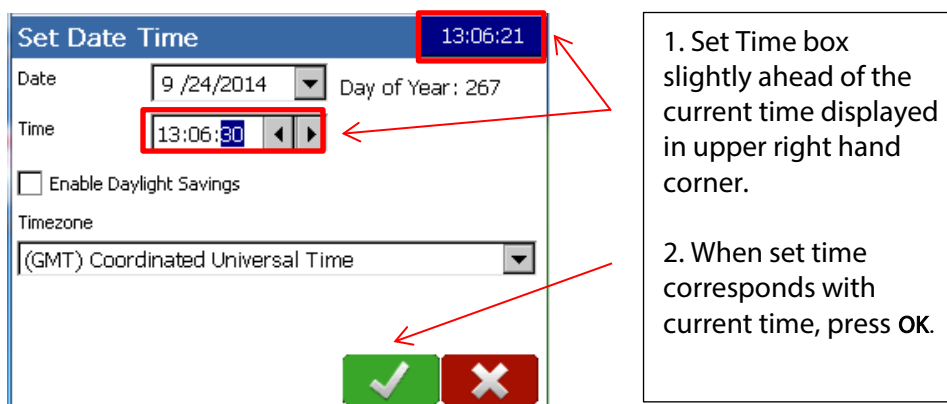 Set Date Time 13:06:21
Date 9 /24/2014 Day of Year: 267
Time 13:06:30
Enable Daylight Savings
Timezone
(GMT) Coordinated Universal Time
1. Set Time box
slightly ahead of the
current time displayed
in upper right hand
corner.
2. When set time
corresponds with
current time, press OK.